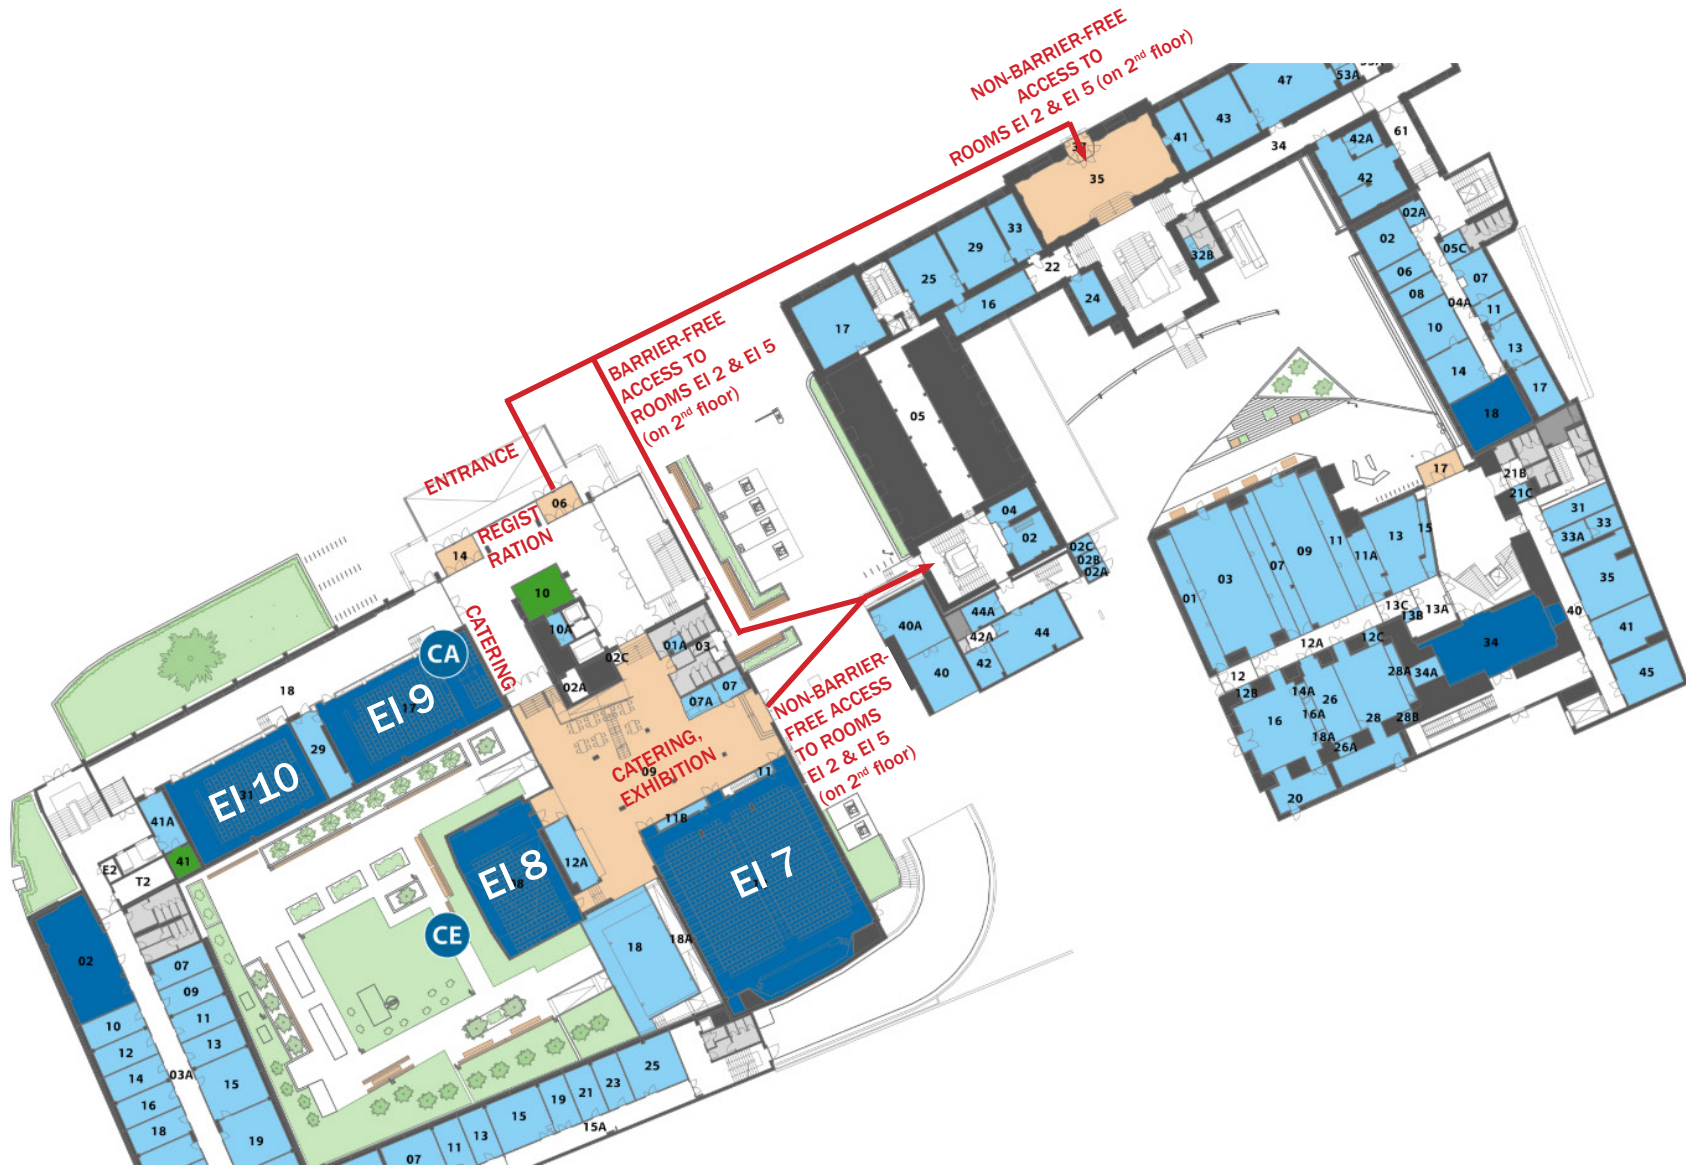 NON-BARRIER-FREE
ACCESS TO
ROOMS EI 2 & EI 5 (on 2nd floor)
47
53A
43
41
37
35
34
61
42A
42
02A
02
05C
33
29
25
22
16
24
32B
17
06
08
07
04A
11
10
13
14
17
18
BARRIER-FREE
ACCESS TO
ROOMS EI 2 & EI 5
(on 2nd floor)
05
ENTRANCE
06
REGIST
RATION
14
10
10A
CATERING
01A
03
02C
02A
07
07A
04
02
02C
02B
02A
40A
44A
42A
44
40
42
17
21B
21C
31
33
33A
35
40
41
45
15
13
11
11A
09
07
03
01
13C
13B
13A
12A
12C
12
12B
14A
26
16A
16
18A
26A
28
28A
28B
34A
34
20
NON-BARRIER-
FREE ACCESS
TO ROOMS
EI 2 & EI 5
(on 2nd floor)
CATERING,
EXHIBITION
09
11
11B
12A
CA
EI 9
17
18
29
EI 10
31
41A
41
E2
T2
EI 8
08
EI 7
CE
18
18A
02
07
09
11
13
10
12
14
16
18
03A
15
19
07
11
13
15
19
21
23
25
15A